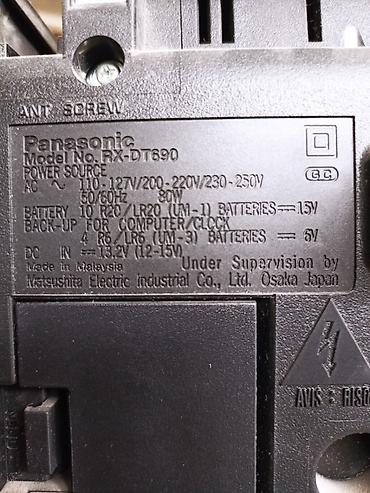 ANT SCREW
Panasonic
Model No. RX-DT690
POWER SOURCE
AC ~ 110-127V/200-220V/230-250V
50/60Hz 80W
BATTERY 10 R20/LR20 (UM-1) BATTERIES ⎓ 15V
BACK-UP FOR COMPUTER/CLOCK
4 R6/LR6 (UM-3) BATTERIES ⎓ 6V
DC IN ⎓ 13.2V (12-15V)
Made in Malaysia Under Supervision by
Matsushita Electric Industrial Co., Ltd. Osaka Japan
AVIS : RISQ
OPEN